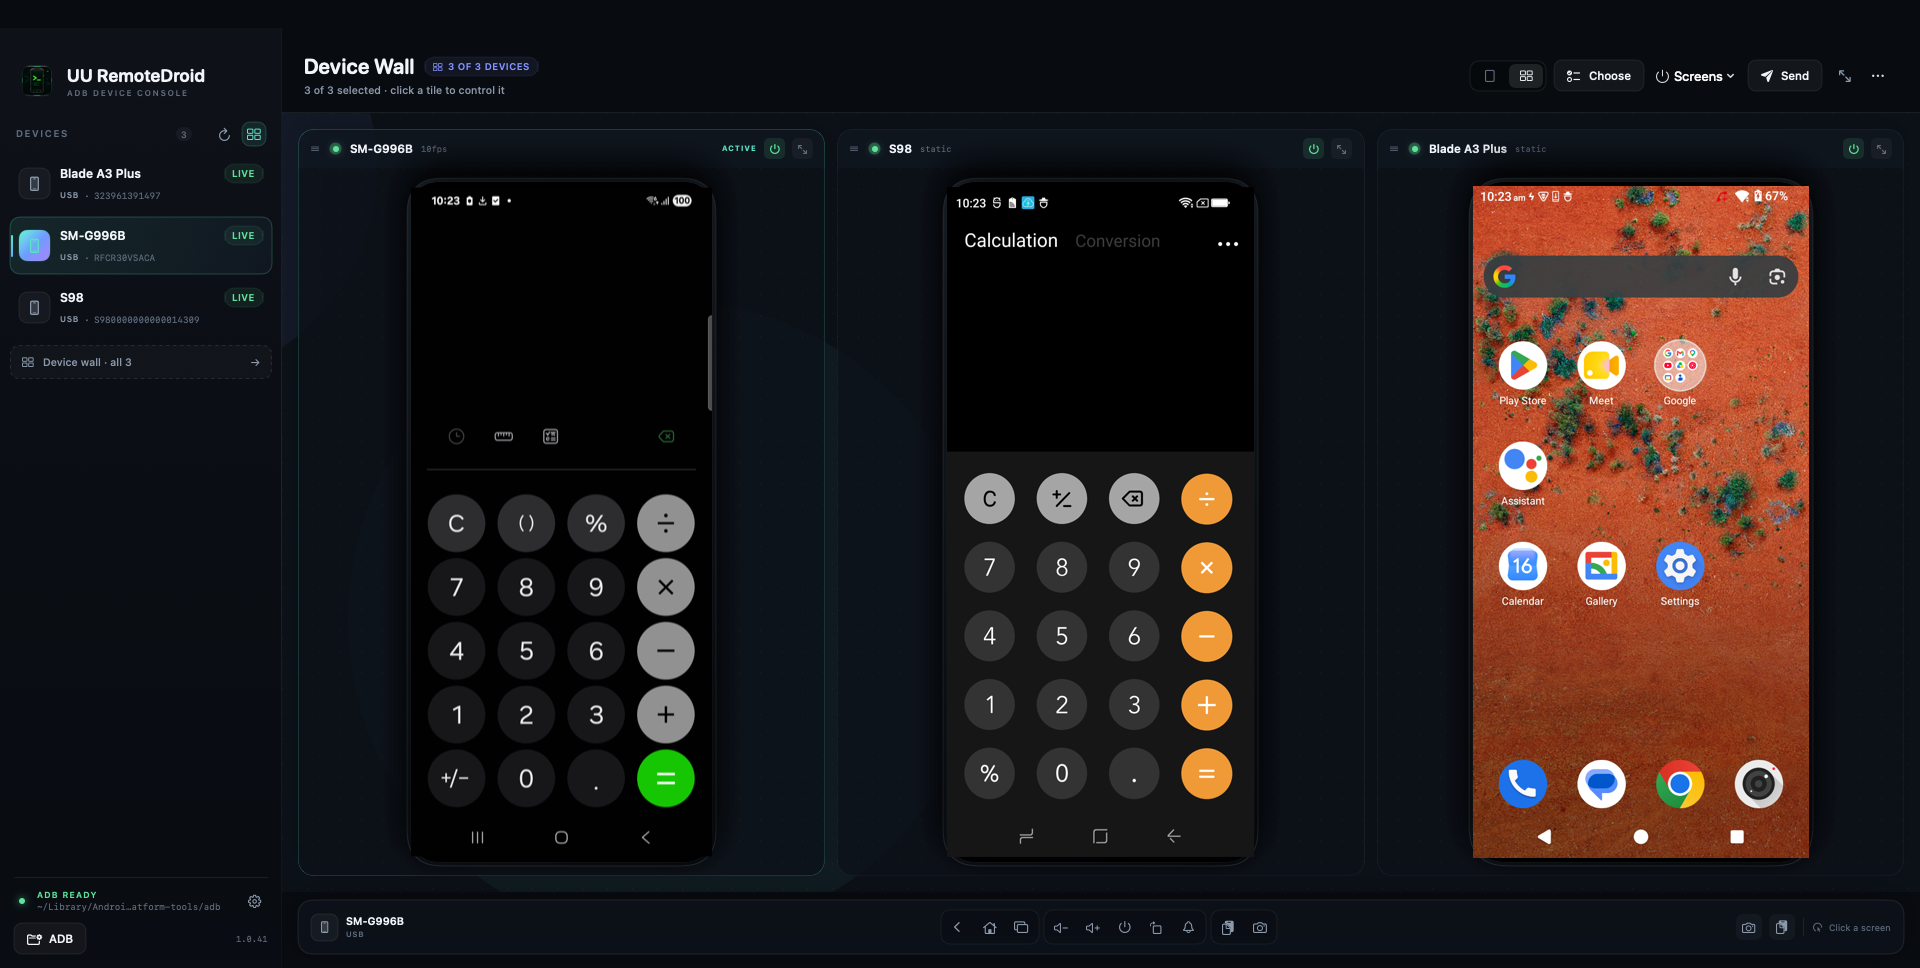 UU RemoteDroid
ADB DEVICE CONSOLE
DEVICES
3
Blade A3 Plus
LIVE
USB · 323961391497
SM-G996B
LIVE
USB · RFCR30VSACA
S98
LIVE
USB · S980000000000014309
Device wall · all 3
ADB READY
~/Library/Androi…atform-tools/adb
ADB
1.0.41
Device Wall
3 OF 3 DEVICES
3 of 3 selected · click a tile to control it
Choose
Screens
Send
SM-G996B 10fps
ACTIVE
10:23
100
C () % ÷
7 8 9 ×
4 5 6 −
1 2 3 +
+/− 0 . =
S98 static
10:23
Calculation Conversion
C +/− ÷
7 8 9 ×
4 5 6 −
1 2 3 +
% 0 . =
Blade A3 Plus static
10:23 am
67%
Play Store Meet Google
Assistant
16
Calendar Gallery Settings
SM-G996B
USB
Click a screen